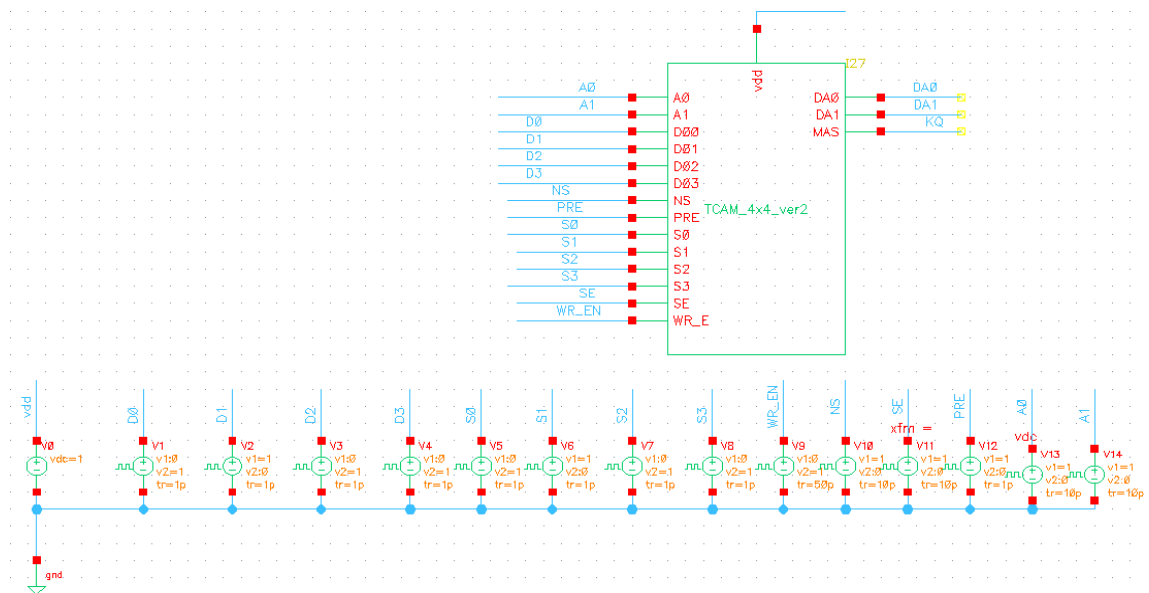 I27
vdd
A0 A0 DA0 DA0
A1 A1 DA1 DA1
D0 D00 MAS KQ
D1 D01
D2 D02
D3 D03
NS NS
TCAM_4x4_ver2
PRE PRE
S0 S0
S1 S1
S2 S2
S3 S3
SE SE
WR_EN WR_E
vdd D0 D1 D2 D3 S0 S1 S2 S3 WR_EN NS SE PRE A0 A1
xfrn =
vdc
V0 V1 V2 V3 V4 V5 V6 V7 V8 V9 V10 V11 V12 V13 V14
vdc=1 v1:0 v1=1 v1:0 v1:0 v1:0 v1=1 v1:0 v1:0 v1:0 v1=1 v1=1 v1=1 v1=1 v1=1
v2=1 v2:0 v2=1 v2=1 v2=1 v2:0 v2=1 v2=1 v2=1 v2:0 v2:0 v2:0 v2:0 v2:0
tr=1p tr=1p tr=1p tr=1p tr=1p tr=1p tr=1p tr=1p tr=50p tr=10p tr=10p tr=1p tr=10p tr=10p
gnd